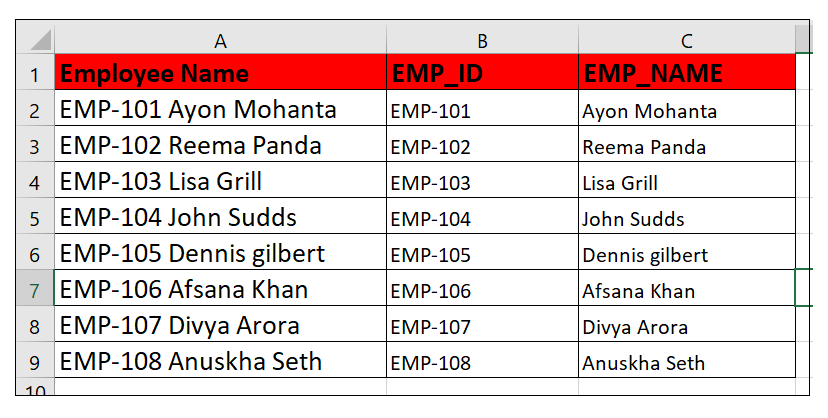 A B C
1 Employee Name EMP_ID EMP_NAME
2 EMP-101 Ayon Mohanta EMP-101 Ayon Mohanta
3 EMP-102 Reema Panda EMP-102 Reema Panda
4 EMP-103 Lisa Grill EMP-103 Lisa Grill
5 EMP-104 John Sudds EMP-104 John Sudds
6 EMP-105 Dennis gilbert EMP-105 Dennis gilbert
7 EMP-106 Afsana Khan EMP-106 Afsana Khan
8 EMP-107 Divya Arora EMP-107 Divya Arora
9 EMP-108 Anuskha Seth EMP-108 Anuskha Seth
10